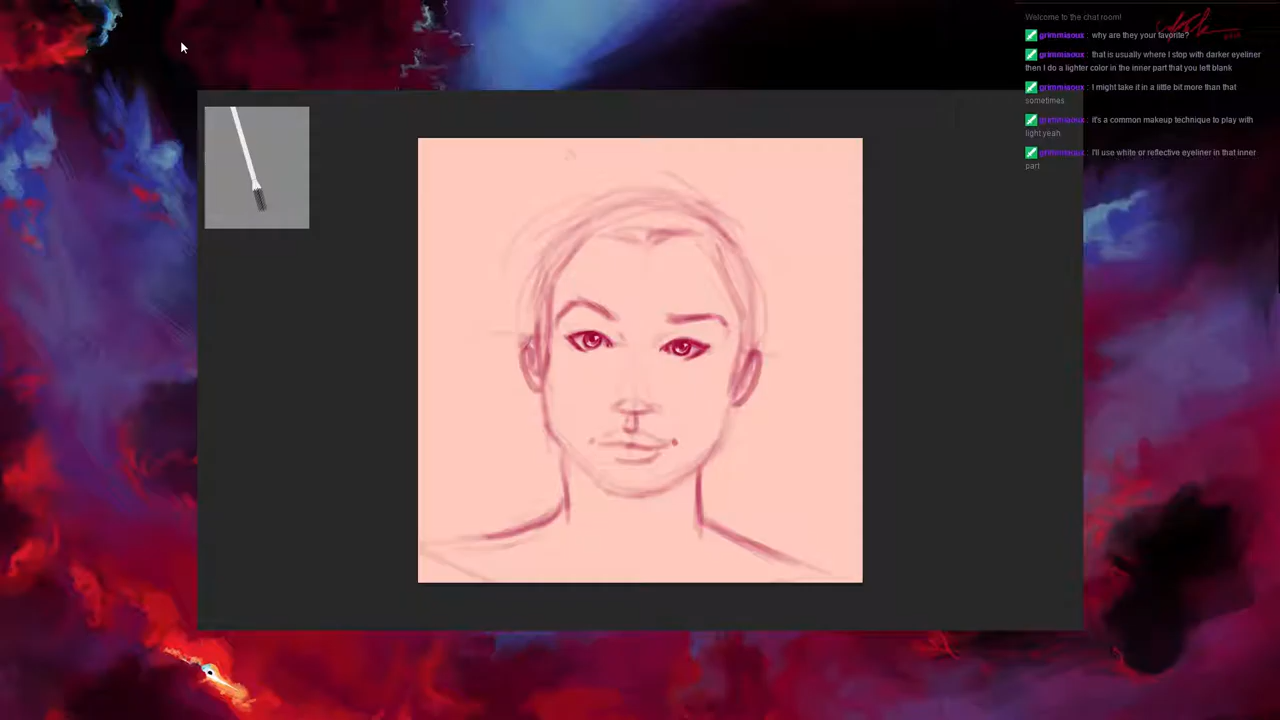 Welcome to the chat room!
grimmiaoux : why are they your favorite?
grimmiaoux : that is usually where I stop with darker eyeliner
then I do a lighter color in the inner part that you left blank
grimmiaoux : I might take it in a little bit more than that
sometimes
grimmiaoux : it's a common makeup technique to play with
light yeah
grimmiaoux : I'll use white or reflective eyeliner in that inner
part